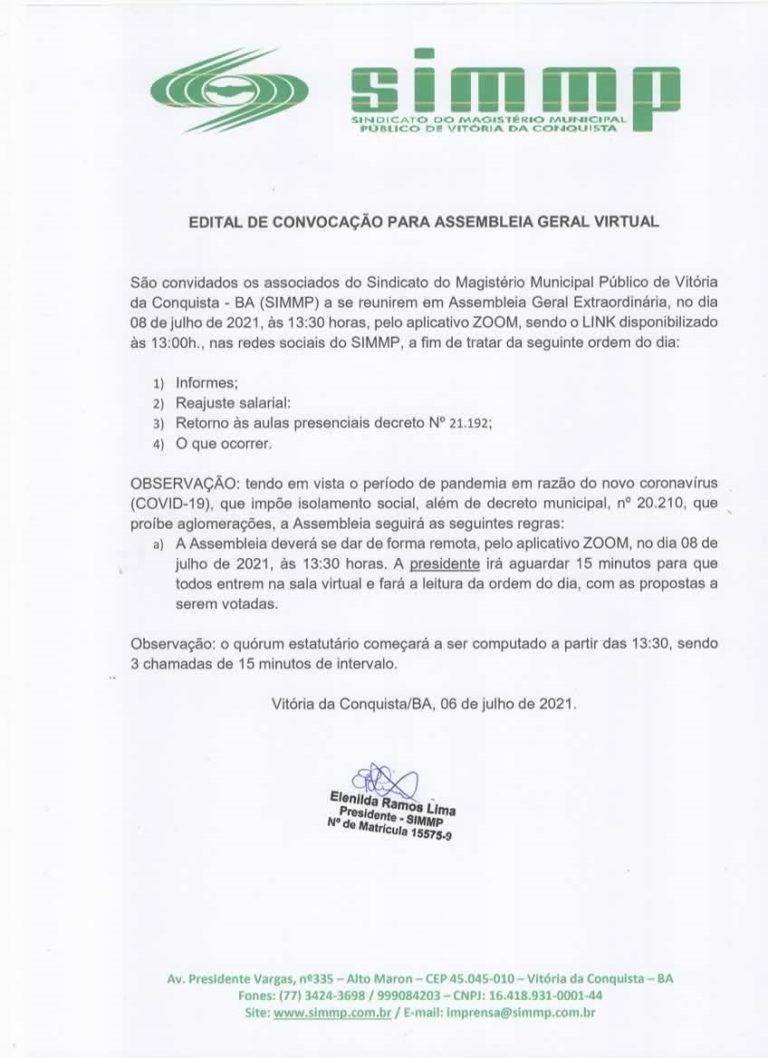 simmp
SINDICATO DO MAGISTÉRIO MUNICIPAL
PÚBLICO DE VITÓRIA DA CONQUISTA
EDITAL DE CONVOCAÇÃO PARA ASSEMBLEIA GERAL VIRTUAL
São convidados os associados do Sindicato do Magistério Municipal Público de Vitória
da Conquista - BA (SIMMP) a se reunirem em Assembleia Geral Extraordinária, no dia
08 de julho de 2021, às 13:30 horas, pelo aplicativo ZOOM, sendo o LINK disponibilizado
às 13:00h., nas redes sociais do SIMMP, a fim de tratar da seguinte ordem do dia:
1) Informes;
2) Reajuste salarial:
3) Retorno às aulas presenciais decreto Nº 21.192;
4) O que ocorrer.
OBSERVAÇÃO: tendo em vista o período de pandemia em razão do novo coronavírus
(COVID-19), que impõe isolamento social, além de decreto municipal, nº 20.210, que
proíbe aglomerações, a Assembleia seguirá as seguintes regras:
a) A Assembleia deverá se dar de forma remota, pelo aplicativo ZOOM, no dia 08 de
julho de 2021, às 13:30 horas. A presidente irá aguardar 15 minutos para que
todos entrem na sala virtual e fará a leitura da ordem do dia, com as propostas a
serem votadas.
Observação: o quórum estatutário começará a ser computado a partir das 13:30, sendo
3 chamadas de 15 minutos de intervalo.
Vitória da Conquista/BA, 06 de julho de 2021.
Elenilda Ramos Lima
Presidente - SIMMP
Nº de Matrícula 15575-9
Av. Presidente Vargas, nº335 – Alto Maron – CEP 45.045-010 – Vitória da Conquista – BA
Fones: (77) 3424-3698 / 999084203 – CNPJ: 16.418.931-0001-44
Site: www.simmp.com.br / E-mail: imprensa@simmp.com.br